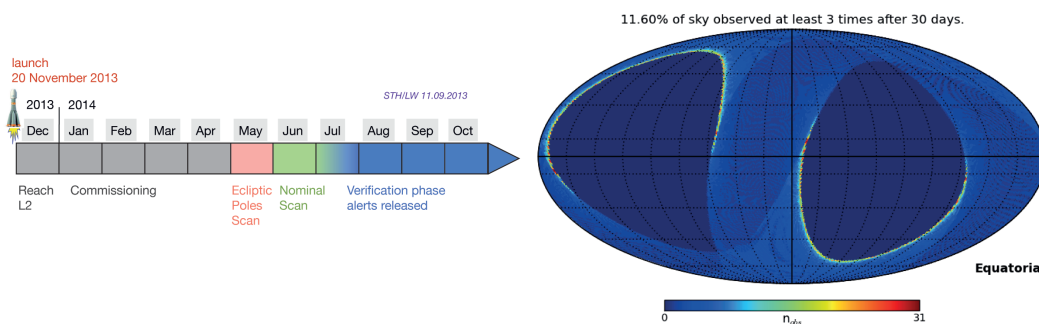 launch
20 November 2013
STH/LW 11.09.2013
2013 2014
Dec Jan Feb Mar Apr May Jun Jul Aug Sep Oct
Reach
L2
Commissioning
Ecliptic
Poles
Scan
Nominal
Scan
Verification phase
alerts released
11.60% of sky observed at least 3 times after 30 days.
Equatoria
0 31
n_obs